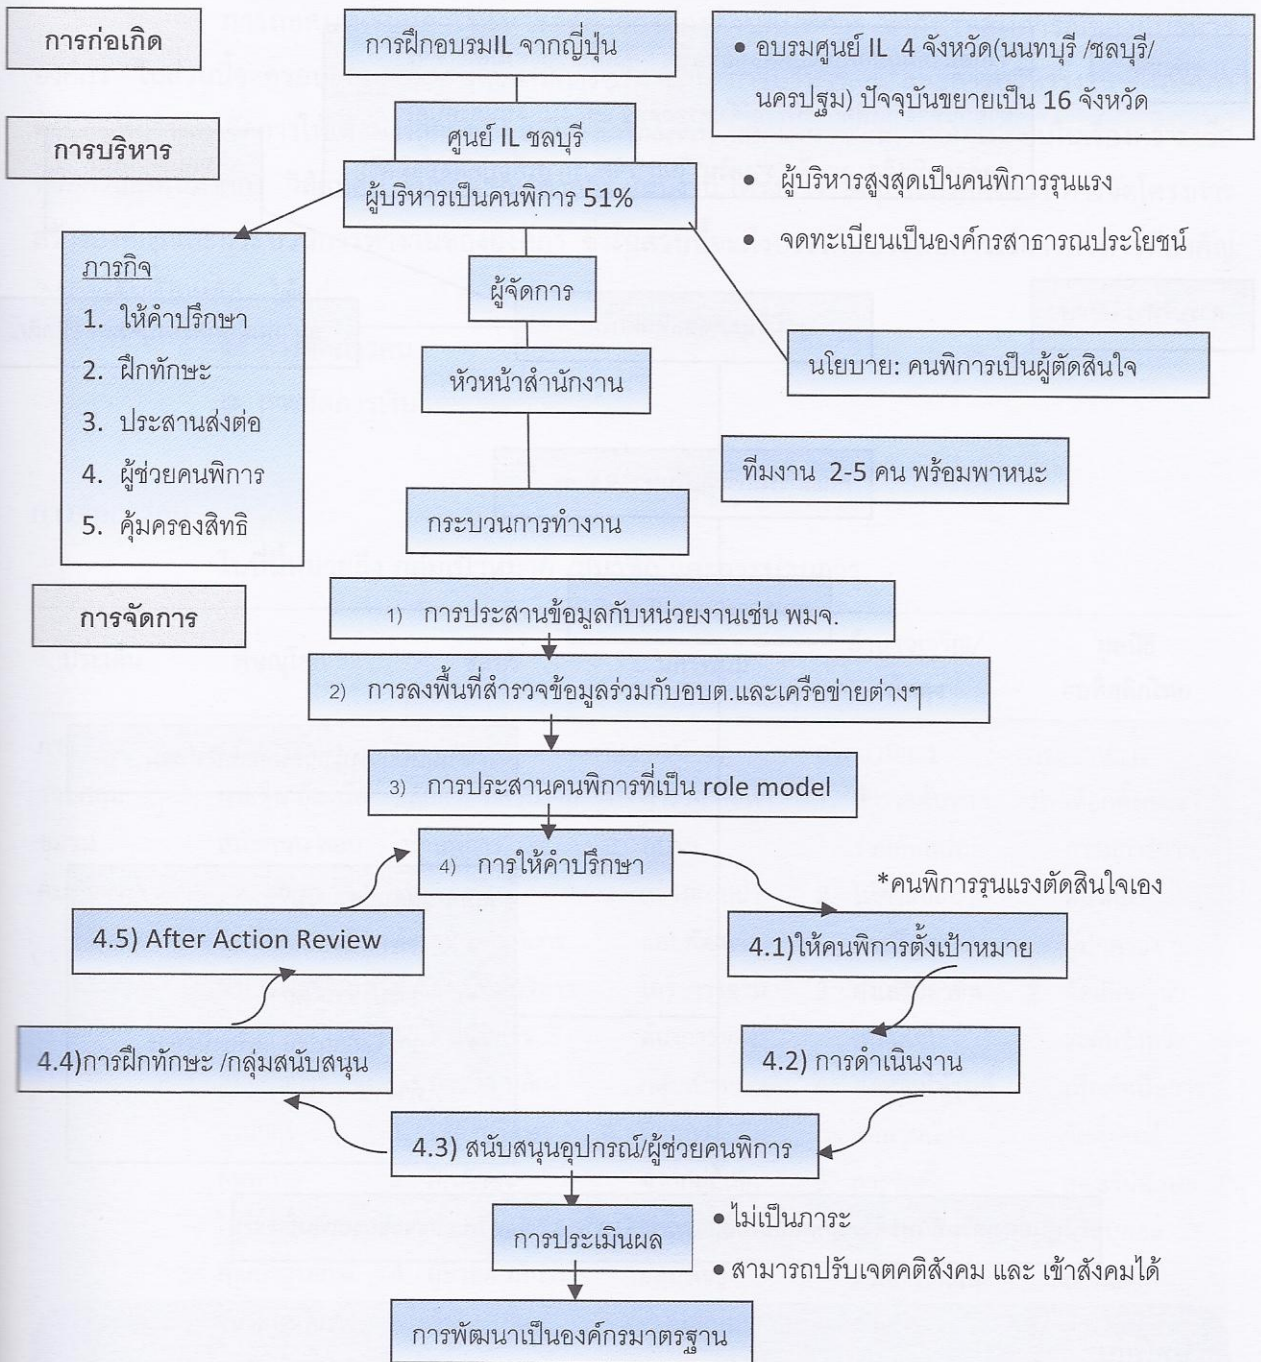 การก่อเกิด
การฝึกอบรมIL จากญี่ปุ่น
• อบรมศูนย์ IL 4 จังหวัด(นนทบุรี /ชลบุรี/
นครปฐม) ปัจจุบันขยายเป็น 16 จังหวัด
การบริหาร
ศูนย์ IL ชลบุรี
ผู้บริหารเป็นคนพิการ 51%
• ผู้บริหารสูงสุดเป็นคนพิการรุนแรง
• จดทะเบียนเป็นองค์กรสาธารณประโยชน์
ภารกิจ
1. ให้คำปรึกษา
2. ฝึกทักษะ
3. ประสานส่งต่อ
4. ผู้ช่วยคนพิการ
5. คุ้มครองสิทธิ
ผู้จัดการ
หัวหน้าสำนักงาน
นโยบาย: คนพิการเป็นผู้ตัดสินใจ
ทีมงาน 2-5 คน พร้อมพาหนะ
กระบวนการทำงาน
การจัดการ
1) การประสานข้อมูลกับหน่วยงานเช่น พมจ.
2) การลงพื้นที่สำรวจข้อมูลร่วมกับอบต.และเครือข่ายต่างๆ
3) การประสานคนพิการที่เป็น role model
4) การให้คำปรึกษา
*คนพิการรุนแรงตัดสินใจเอง
4.5) After Action Review
4.1)ให้คนพิการตั้งเป้าหมาย
4.4)การฝึกทักษะ /กลุ่มสนับสนุน
4.2) การดำเนินงาน
4.3) สนับสนุนอุปกรณ์/ผู้ช่วยคนพิการ
การประเมินผล
• ไม่เป็นภาระ
• สามารถปรับเจตคติสังคม และ เข้าสังคมได้
การพัฒนาเป็นองค์กรมาตรฐาน